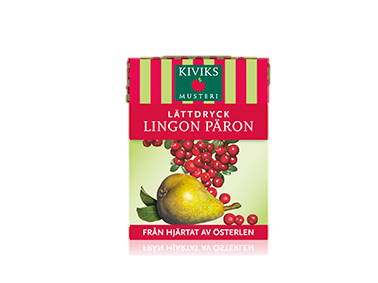 KIVIKS
MUSTERI
LÄTTDRYCK
LINGON PÄRON
FRÅN HJÄRTAT AV ÖSTERLEN